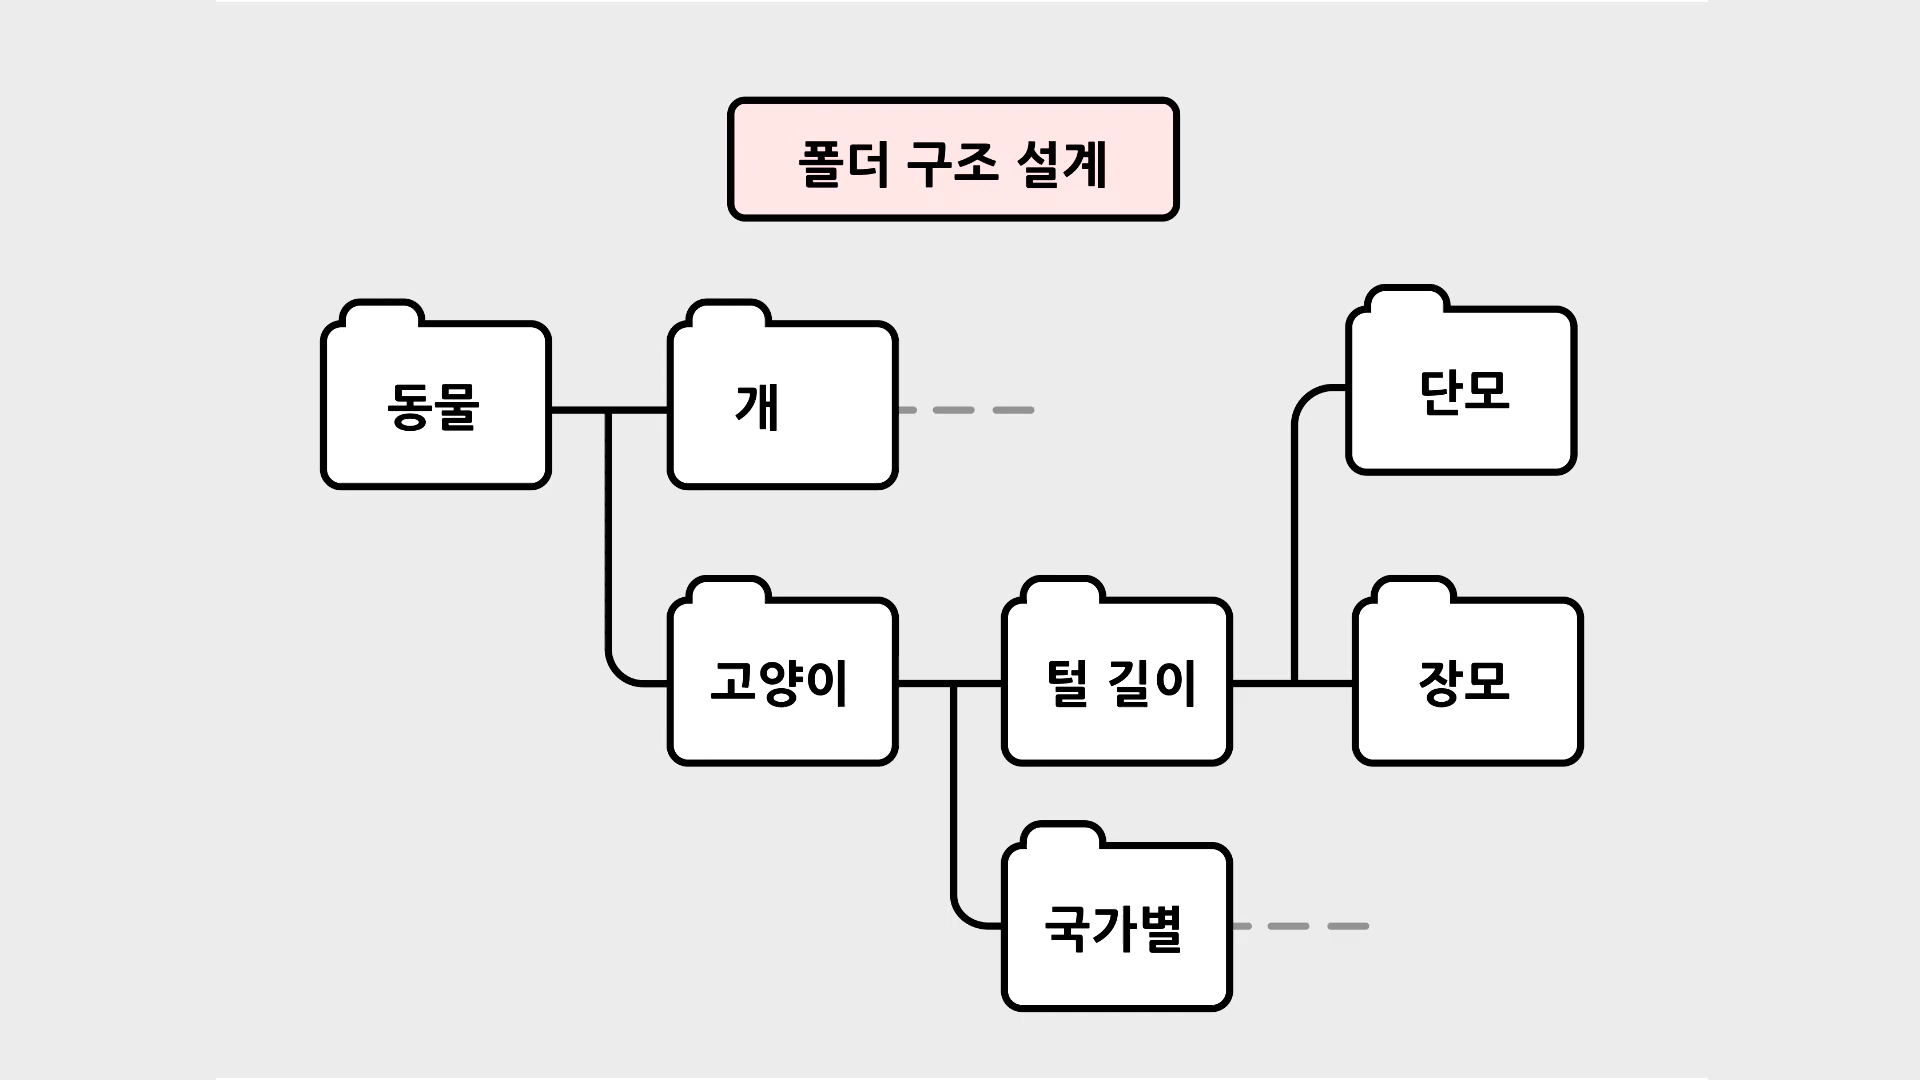 폴더 구조 설계
동물
개
단모
고양이
털 길이
장모
국가별